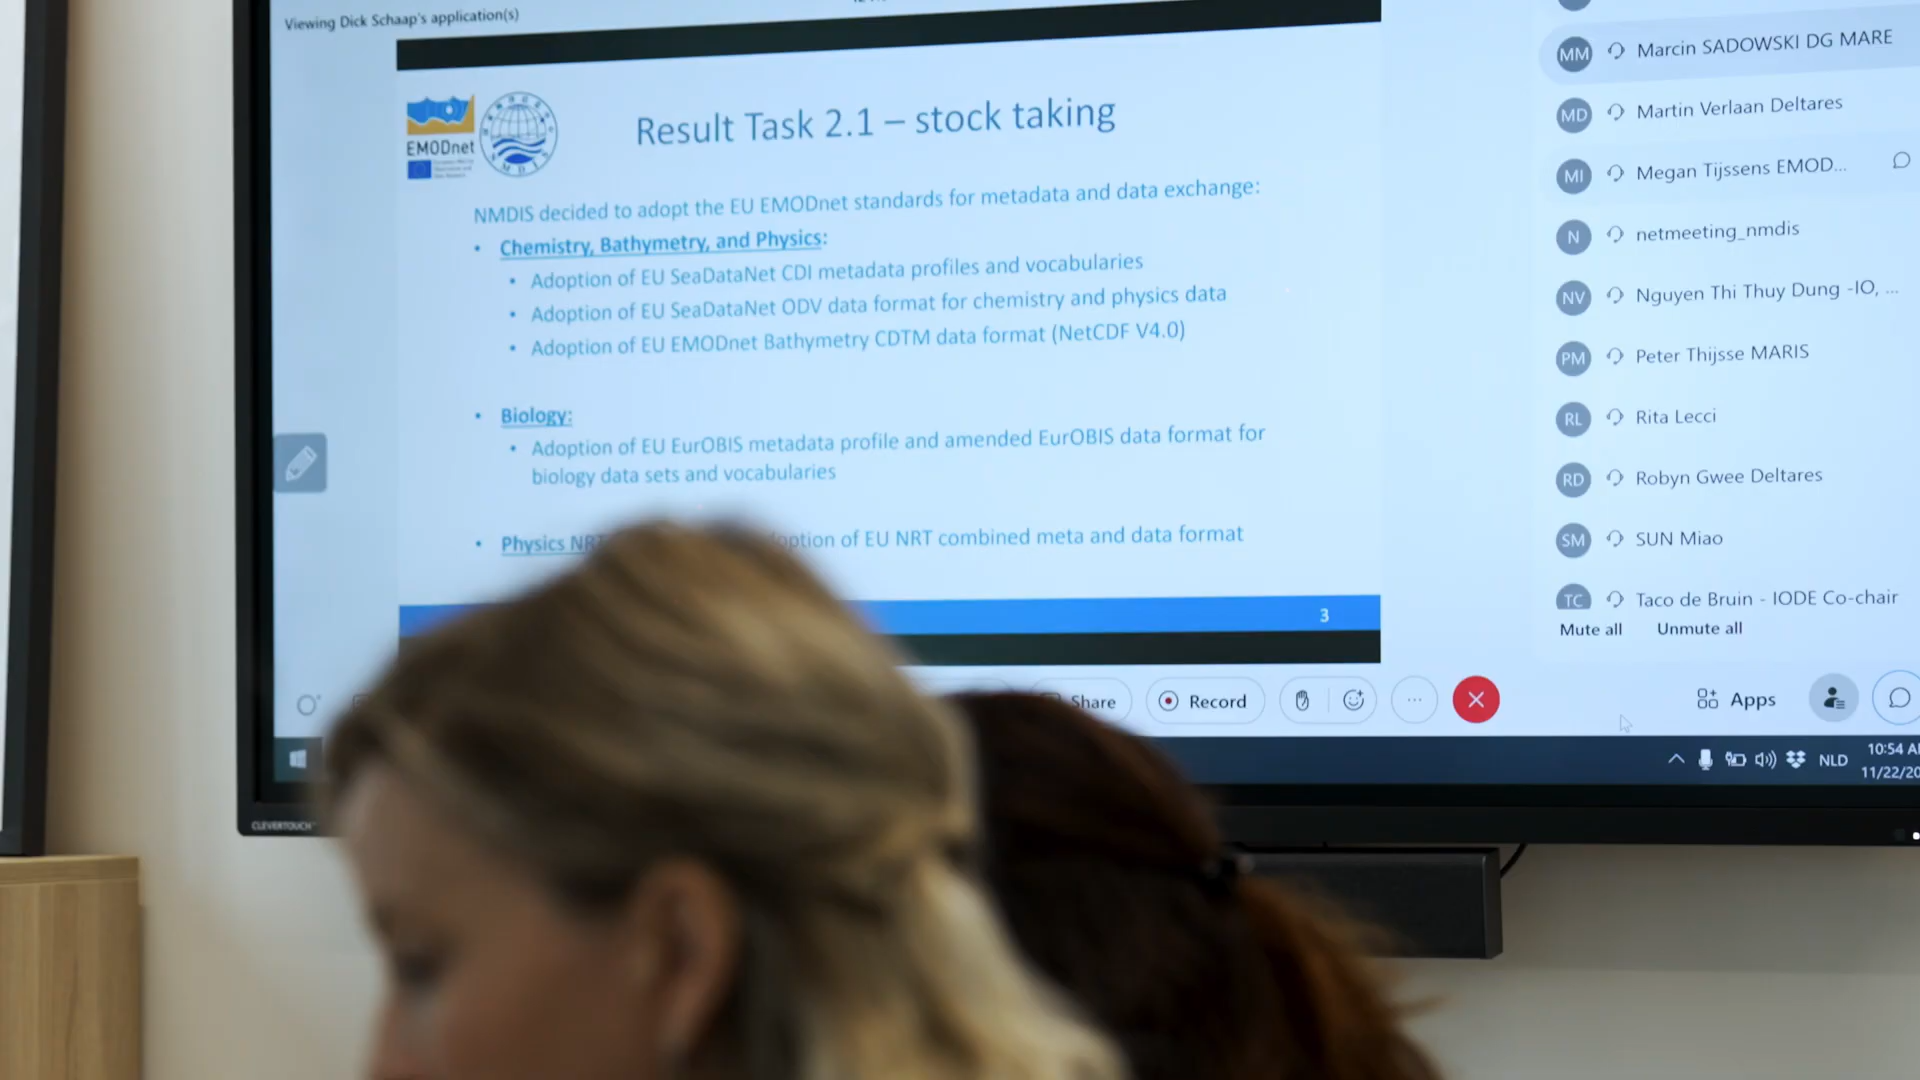 Viewing Dick Schaap's application(s)
EMODnet
NMDIS
Result Task 2.1 – stock taking
NMDIS decided to adopt the EU EMODnet standards for metadata and data exchange:
• Chemistry, Bathymetry, and Physics:
• Adoption of EU SeaDataNet CDI metadata profiles and vocabularies
• Adoption of EU SeaDataNet ODV data format for chemistry and physics data
• Adoption of EU EMODnet Bathymetry CDTM data format (NetCDF V4.0)
• Biology:
• Adoption of EU EurOBIS metadata profile and amended EurOBIS data format for
biology data sets and vocabularies
• Physics NRT option of EU NRT combined meta and data format
3
MM Marcin SADOWSKI DG MARE
MD Martin Verlaan Deltares
MI Megan Tijssens EMOD...
N netmeeting_nmdis
NV Nguyen Thi Thuy Dung -IO, ...
PM Peter Thijsse MARIS
RL Rita Lecci
RD Robyn Gwee Deltares
SM SUN Miao
TC Taco de Bruin - IODE Co-chair
Mute all Unmute all
Share Record ... Apps
NLD
10:54 A
11/22/20
CLEVERTOUCH